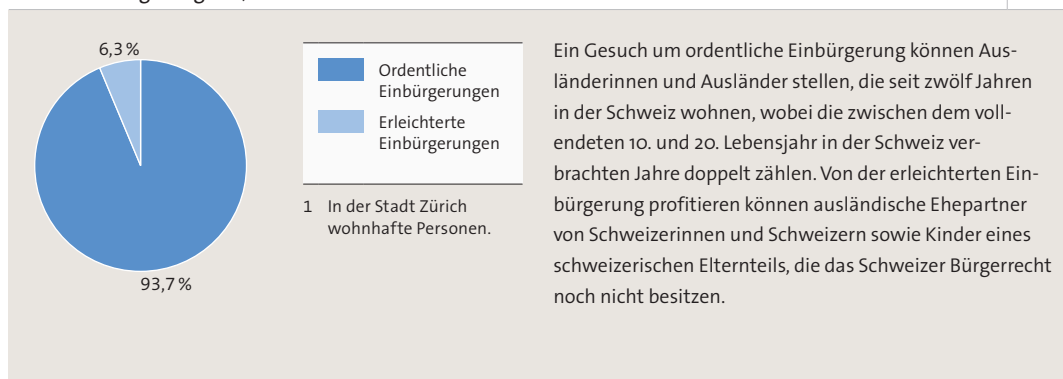 6,3 %
93,7 %
Ordentliche
Einbürgerungen
Erleichterte
Einbürgerungen
1 In der Stadt Zürich
wohnhafte Personen.
Ein Gesuch um ordentliche Einbürgerung können Aus-
länderinnen und Ausländer stellen, die seit zwölf Jahren
in der Schweiz wohnen, wobei die zwischen dem voll-
endeten 10. und 20. Lebensjahr in der Schweiz ver-
brachten Jahre doppelt zählen. Von der erleichterten Ein-
bürgerung profitieren können ausländische Ehepartner
von Schweizerinnen und Schweizern sowie Kinder eines
schweizerischen Elternteils, die das Schweizer Bürgerrecht
noch nicht besitzen.